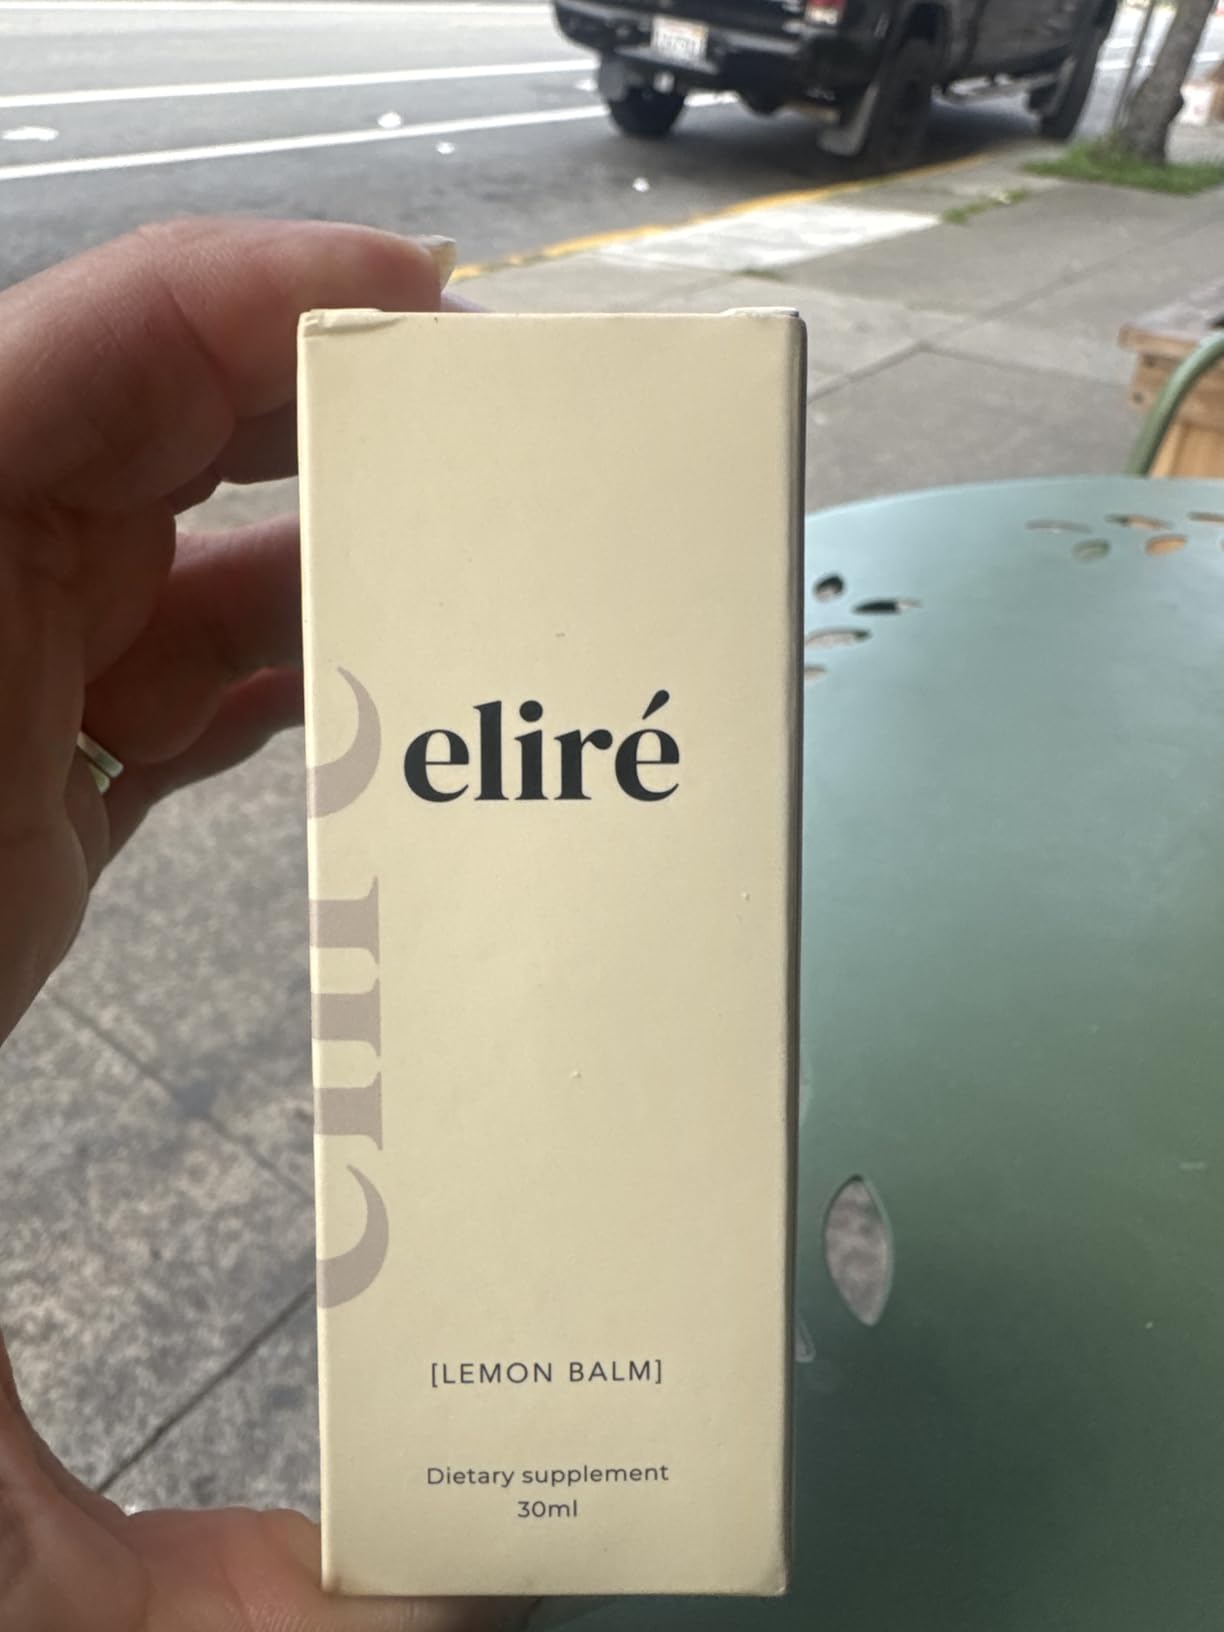 eliré
[LEMON BALM]
Dietary supplement
30ml